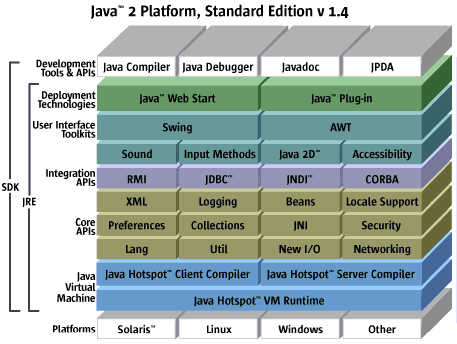 Java™ 2 Platform, Standard Edition v 1.4
Development
Tools & APIs
Java Compiler
Java Debugger
Javadoc
JPDA
Deployment
Technologies
Java™ Web Start
Java™ Plug-in
User Interface
Toolkits
Swing
AWT
Sound
Input Methods
Java 2D™
Accessibility
Integration
APIs
RMI
JDBC™
JNDI™
CORBA
XML
Logging
Beans
Locale Support
Core
APIs
Preferences
Collections
JNI
Security
Lang
Util
New I/O
Networking
Java
Virtual
Machine
Java Hotspot™ Client Compiler
Java Hotspot™ Server Compiler
Java Hotspot™ VM Runtime
Platforms
Solaris™
Linux
Windows
Other
SDK
JRE